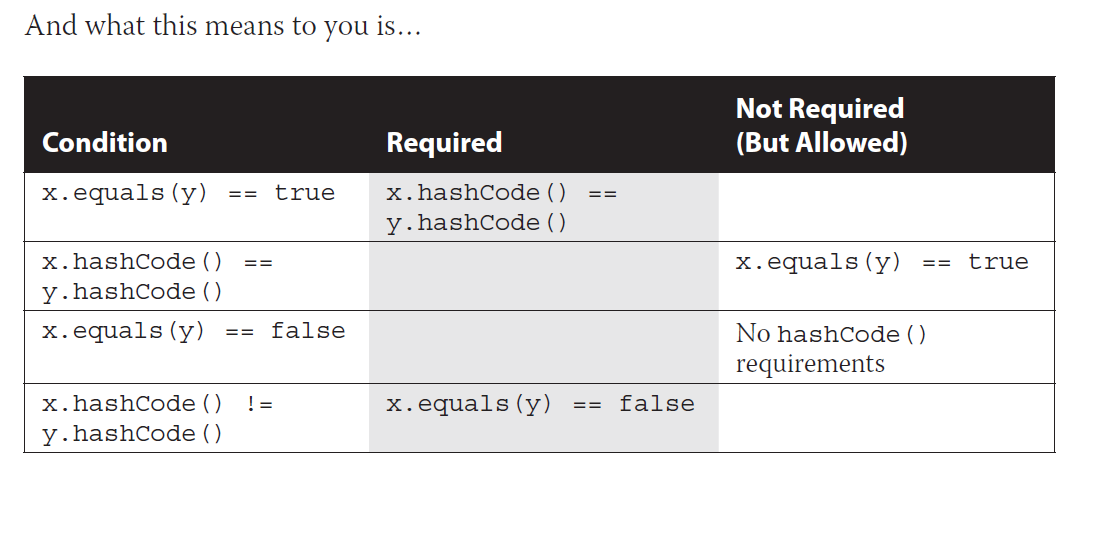 And what this means to you is…
Condition
Required
Not Required
(But Allowed)
x.equals(y) == true
x.hashCode() ==
y.hashCode()
x.hashCode() ==
y.hashCode()
x.equals(y) == true
x.equals(y) == false
No hashCode()
requirements
x.hashCode() !=
y.hashCode()
x.equals(y) == false